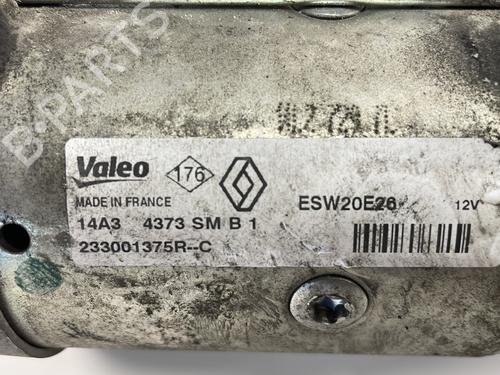 B-PARTS
Valeo 176 ESW20E26 12V
MADE IN FRANCE
14A3 4373 SM B 1
233001375R--C